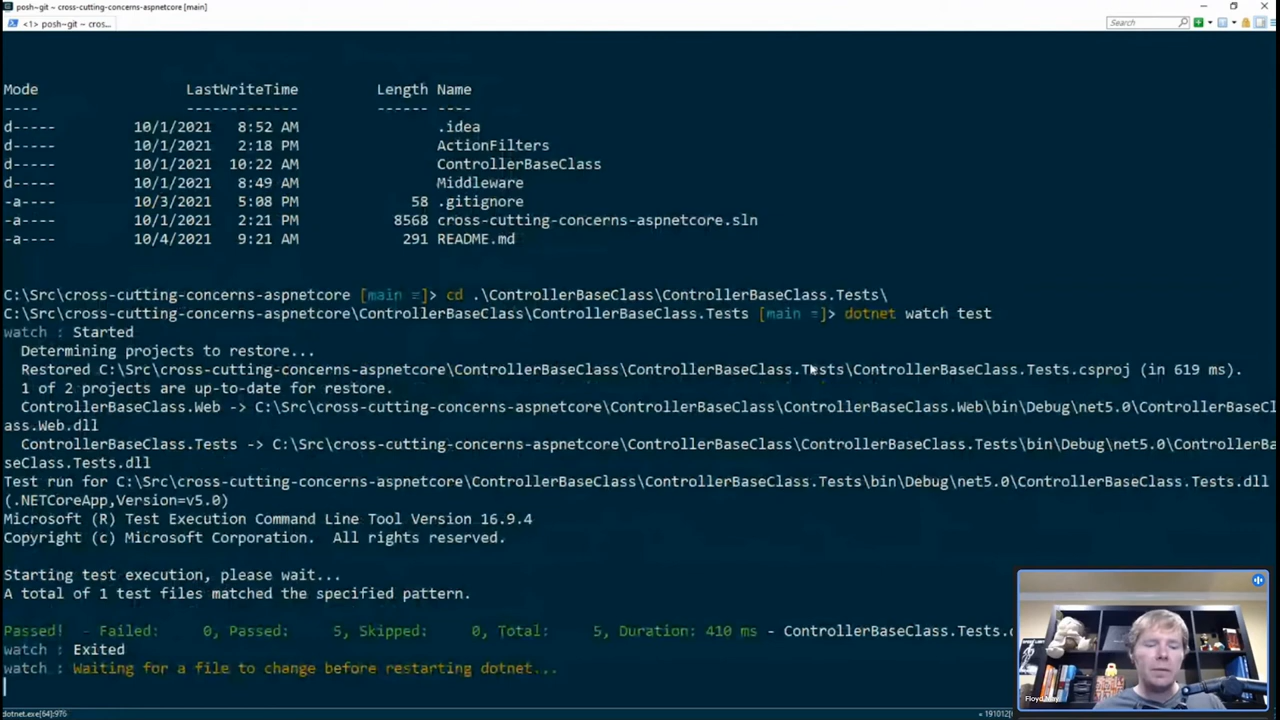 posh~git ~ cross-cutting-concerns-aspnetcore [main]
<1> posh~git ~ cros...
Search
Mode LastWriteTime Length Name
---- ------------- ------ ----
d----- 10/1/2021 8:52 AM .idea
d----- 10/1/2021 2:18 PM ActionFilters
d----- 10/1/2021 10:22 AM ControllerBaseClass
d----- 10/1/2021 8:49 AM Middleware
-a---- 10/3/2021 5:08 PM 58 .gitignore
-a---- 10/1/2021 2:21 PM 8568 cross-cutting-concerns-aspnetcore.sln
-a---- 10/4/2021 9:21 AM 291 README.md
C:\Src\cross-cutting-concerns-aspnetcore [main ≡]> cd .\ControllerBaseClass\ControllerBaseClass.Tests\
C:\Src\cross-cutting-concerns-aspnetcore\ControllerBaseClass\ControllerBaseClass.Tests [main ≡]> dotnet watch test
watch : Started
Determining projects to restore...
Restored C:\Src\cross-cutting-concerns-aspnetcore\ControllerBaseClass\ControllerBaseClass.Tests\ControllerBaseClass.Tests.csproj (in 619 ms).
1 of 2 projects are up-to-date for restore.
ControllerBaseClass.Web -> C:\Src\cross-cutting-concerns-aspnetcore\ControllerBaseClass\ControllerBaseClass.Web\bin\Debug\net5.0\ControllerBaseCl
ass.Web.dll
ControllerBaseClass.Tests -> C:\Src\cross-cutting-concerns-aspnetcore\ControllerBaseClass\ControllerBaseClass.Tests\bin\Debug\net5.0\ControllerBa
seClass.Tests.dll
Test run for C:\Src\cross-cutting-concerns-aspnetcore\ControllerBaseClass\ControllerBaseClass.Tests\bin\Debug\net5.0\ControllerBaseClass.Tests.dll
(.NETCoreApp,Version=v5.0)
Microsoft (R) Test Execution Command Line Tool Version 16.9.4
Copyright (c) Microsoft Corporation. All rights reserved.
Starting test execution, please wait...
A total of 1 test files matched the specified pattern.
Passed! - Failed: 0, Passed: 5, Skipped: 0, Total: 5, Duration: 410 ms - ControllerBaseClass.Tests.
watch : Exited
watch : Waiting for a file to change before restarting dotnet...
Floyd May
dotnet.exe[64]:976